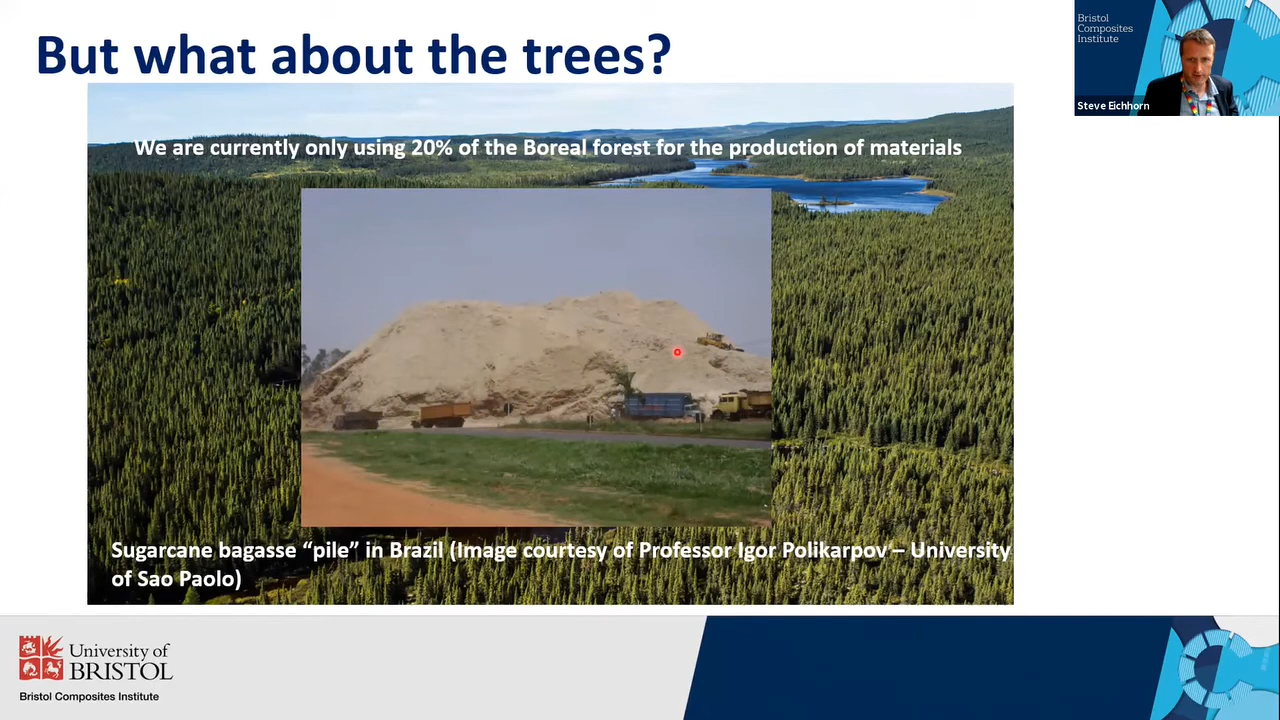 But what about the trees?
Bristol
Composites
Institute
Steve Eichhorn
We are currently only using 20% of the Boreal forest for the production of materials
Sugarcane bagasse “pile” in Brazil (Image courtesy of Professor Igor Polikarpov – University
of Sao Paolo)
University of
BRISTOL
Bristol Composites Institute